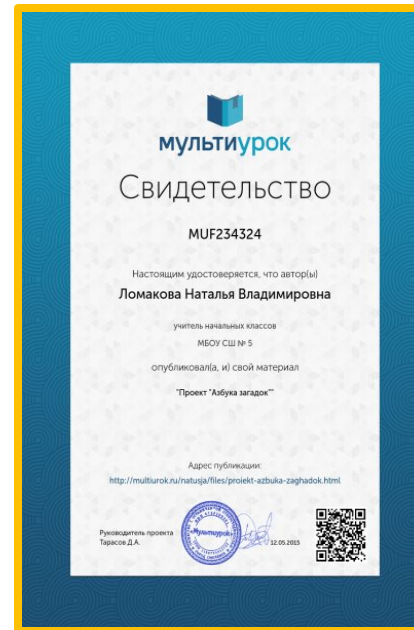 мультиурок
Свидетельство
MUF234324
Настоящим удостоверяется, что автор(ы)
Ломакова Наталья Владимировна
учитель начальных классов
МБОУ СШ № 5
опубликовал(а, и) свой материал
"Проект "Азбука загадок""
Адрес публикации:
http://multiurok.ru/natusja/files/proiekt-azbuka-zaghadok.html
Руководитель проекта
Тарасов Д.А.
Мультиурок
12.05.2015